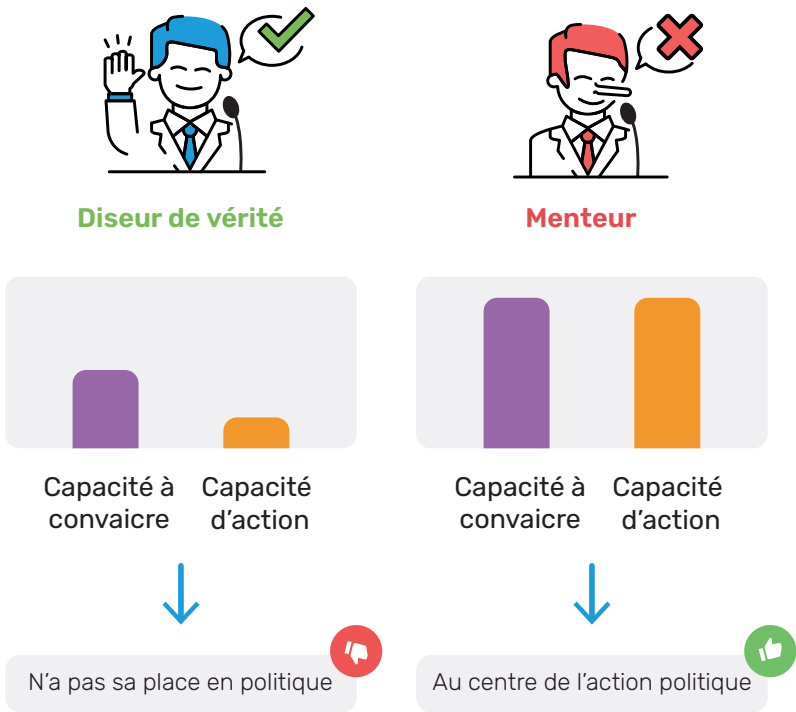 Diseur de vérité
Menteur
Capacité à
convaicre
Capacité
d'action
Capacité à
convaicre
Capacité
d'action
N'a pas sa place en politique
Au centre de l'action politique